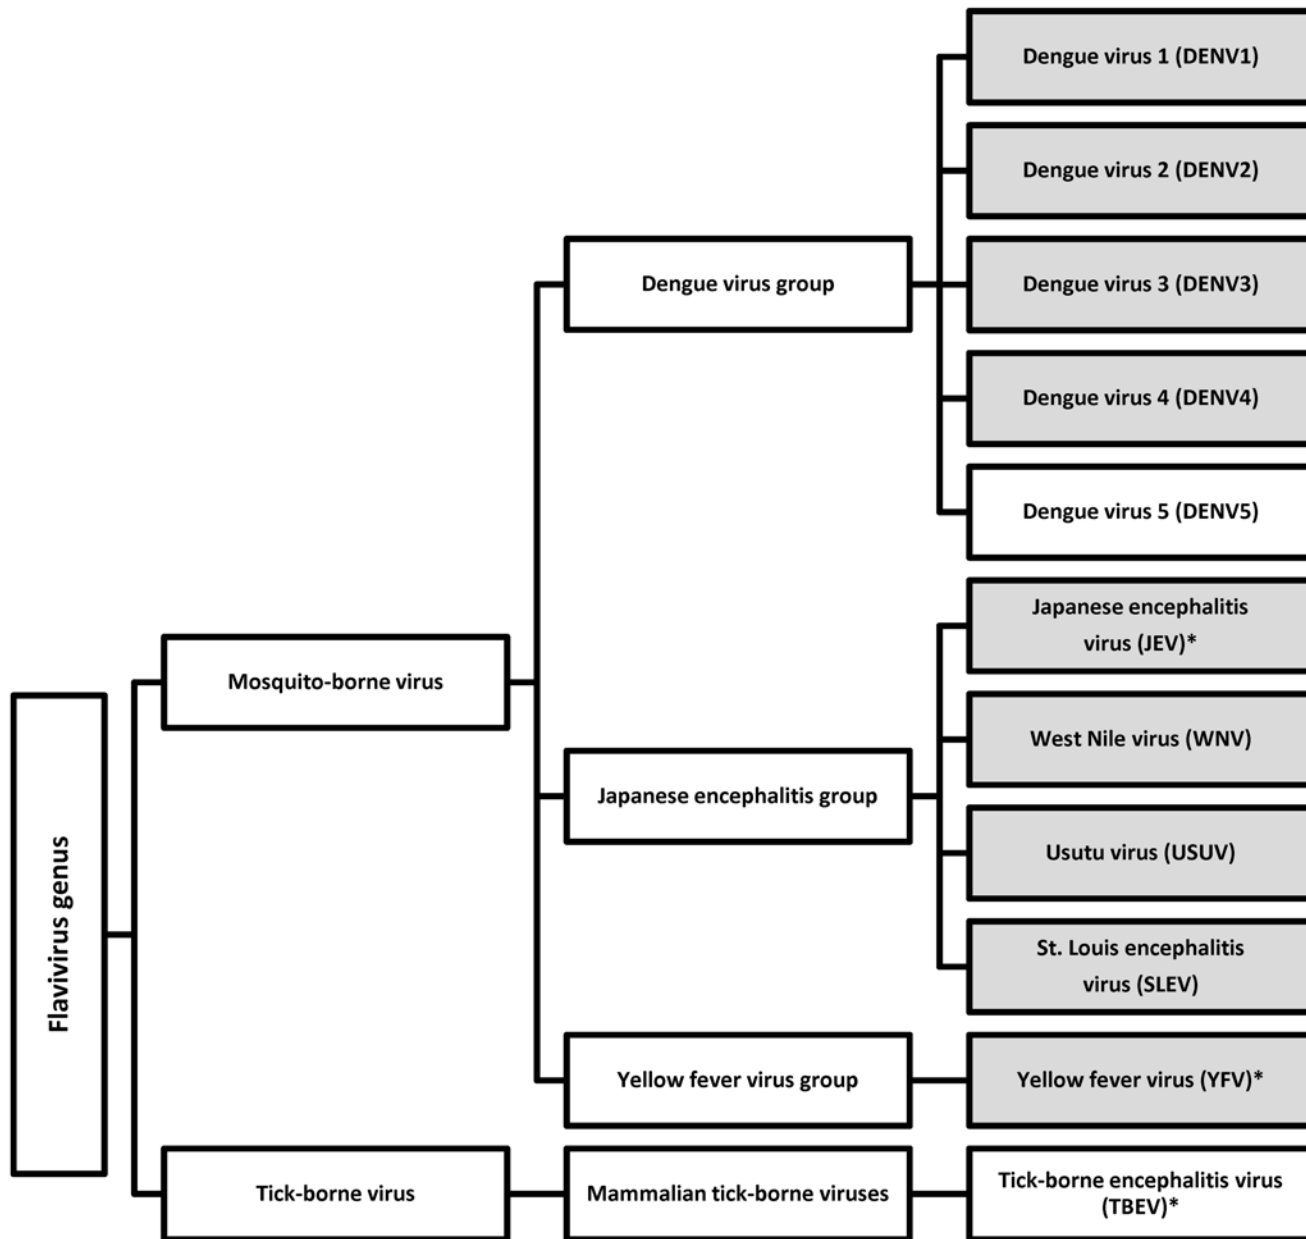 Flavivirus genus
Mosquito-borne virus
Tick-borne virus
Dengue virus group
Japanese encephalitis group
Yellow fever virus group
Mammalian tick-borne viruses
Dengue virus 1 (DENV1)
Dengue virus 2 (DENV2)
Dengue virus 3 (DENV3)
Dengue virus 4 (DENV4)
Dengue virus 5 (DENV5)
Japanese encephalitis
virus (JEV)*
West Nile virus (WNV)
Usutu virus (USUV)
St. Louis encephalitis
virus (SLEV)
Yellow fever virus (YFV)*
Tick-borne encephalitis virus
(TBEV)*